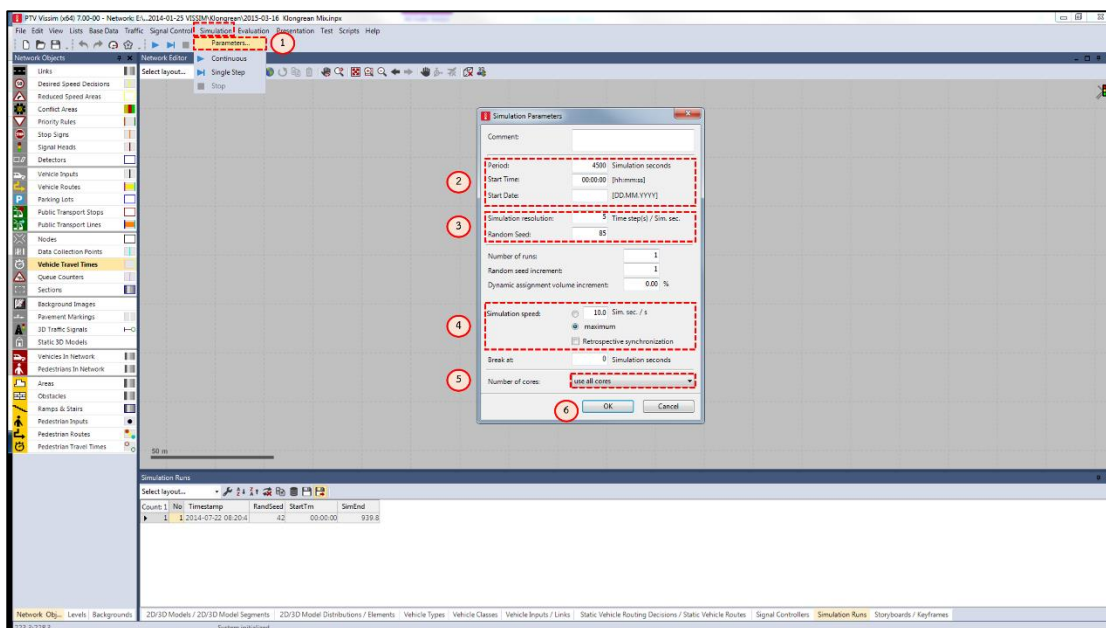 PTV Vissim (x64) 7.00-00 - Network: E:\...2014-01-25 VISSIM\Klongrean\2015-03-16 Klongrean Mix.inpx
File Edit View Lists Base Data Traffic Signal Control Simulation Evaluation Presentation Test Scripts Help
Parameters...
1
Continuous
Single Step
Stop
Network Objects
Network Editor
Select layout...
Links
Desired Speed Decisions
Reduced Speed Areas
Conflict Areas
Priority Rules
Stop Signs
Signal Heads
Detectors
Vehicle Inputs
Vehicle Routes
Parking Lots
Public Transport Stops
Public Transport Lines
Nodes
Data Collection Points
Vehicle Travel Times
Queue Counters
Sections
Background Images
Pavement Markings
3D Traffic Signals
Static 3D Models
Vehicles In Network
Pedestrians In Network
Areas
Obstacles
Ramps & Stairs
Pedestrian Inputs
Pedestrian Routes
Pedestrian Travel Times
Simulation Parameters
Comment:
Period: 4500 Simulation seconds
2
Start Time: 00:00:00 [hh:mm:ss]
Start Date: [DD.MM.YYYY]
3
Simulation resolution: 5 Time step(s) / Sim. sec.
Random Seed: 85
Number of runs: 1
Random seed increment: 1
Dynamic assignment volume increment: 0.00 %
4
Simulation speed: 10.0 Sim. sec. / s
maximum
Retrospective synchronization
Break at: 0 Simulation seconds
5
Number of cores: use all cores
6
OK Cancel
50 m
Simulation Runs
Select layout...
Count: 1 No Timestamp RandSeed StartTm SimEnd
1 1 2014-07-22 08:20:4 42 00:00:00 939.8
Network Obj... Levels Backgrounds
2D/3D Models / 2D/3D Model Segments 2D/3D Model Distributions / Elements Vehicle Types Vehicle Classes Vehicle Inputs / Links Static Vehicle Routing Decisions / Static Vehicle Routes Signal Controllers Simulation Runs Storyboards / Keyframes
System initialized